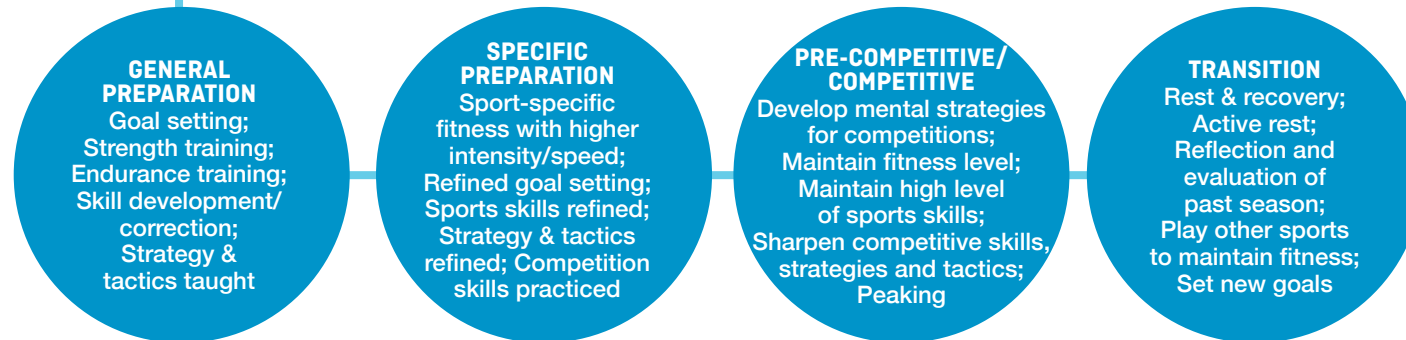 GENERAL
PREPARATION
Goal setting;
Strength training;
Endurance training;
Skill development/
correction;
Strategy &
tactics taught
SPECIFIC
PREPARATION
Sport-specific
fitness with higher
intensity/speed;
Refined goal setting;
Sports skills refined;
Strategy & tactics
refined; Competition
skills practiced
PRE-COMPETITIVE/
COMPETITIVE
Develop mental strategies
for competitions;
Maintain fitness level;
Maintain high level
of sports skills;
Sharpen competitive skills,
strategies and tactics;
Peaking
TRANSITION
Rest & recovery;
Active rest;
Reflection and
evaluation of
past season;
Play other sports
to maintain fitness;
Set new goals